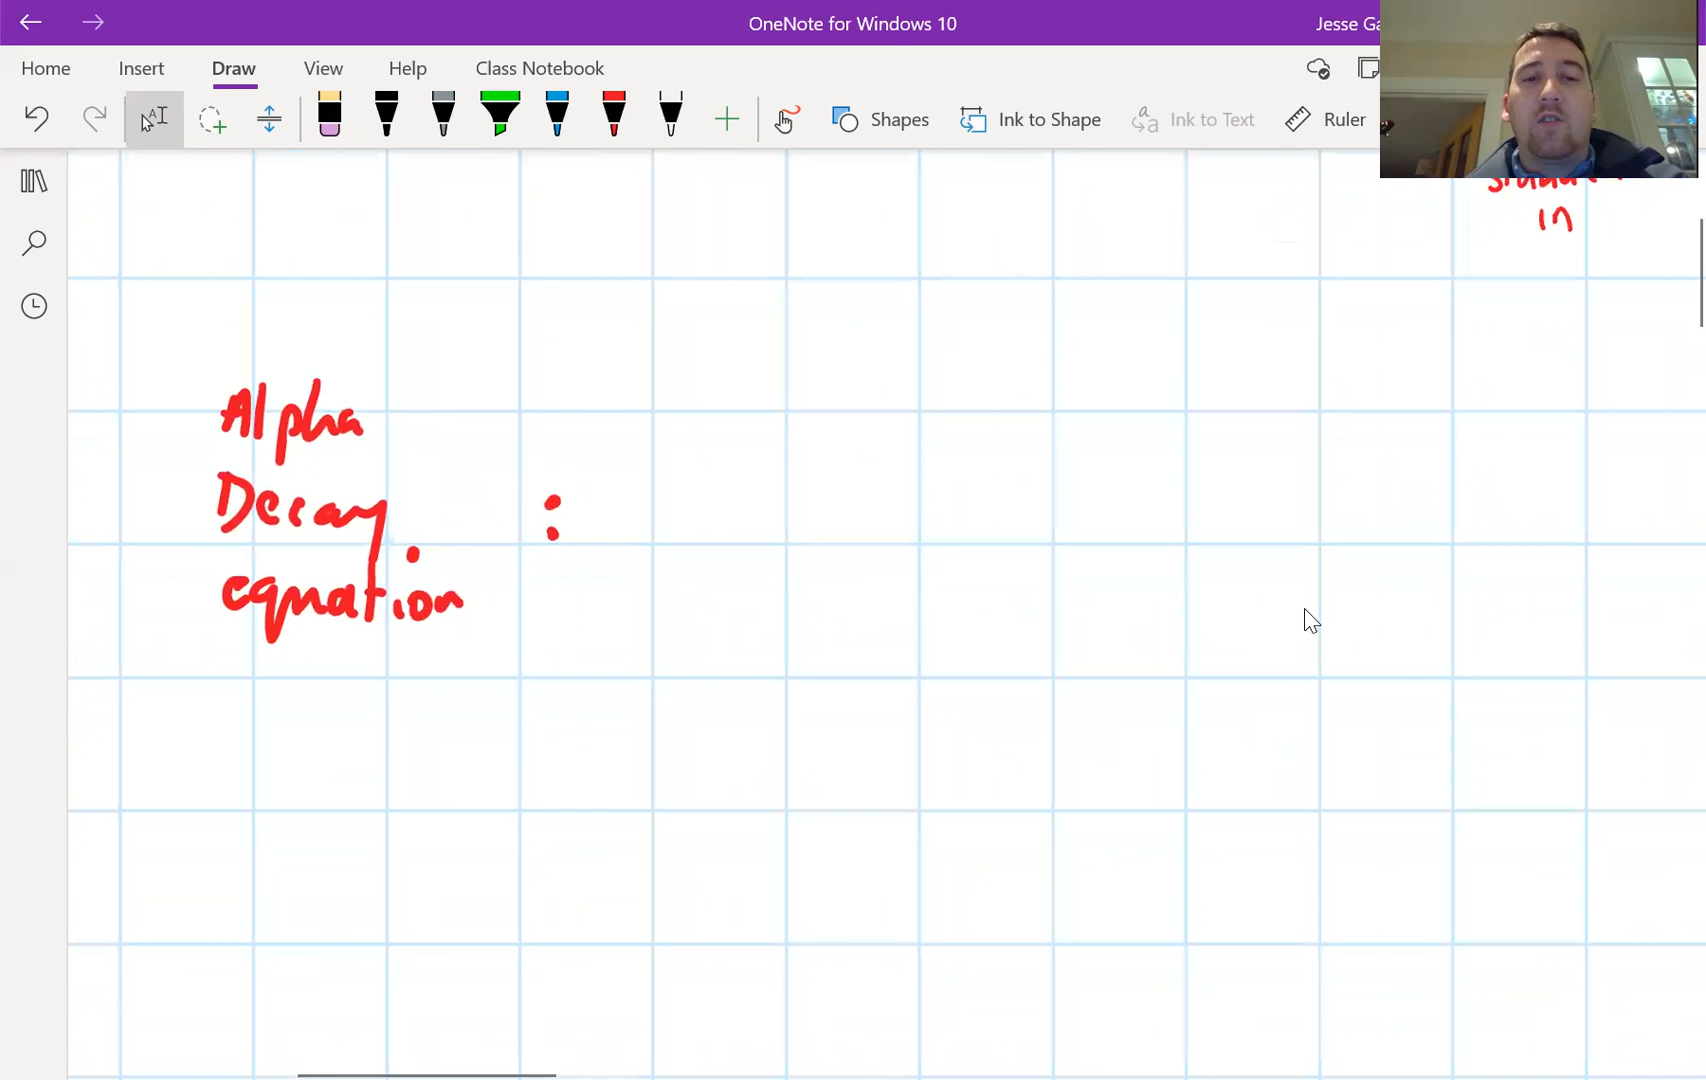 OneNote for Windows 10
Home Insert Draw View Help Class Notebook
Shapes Ink to Shape Ink to Text Ruler
in
Alpha
Decay :
equation